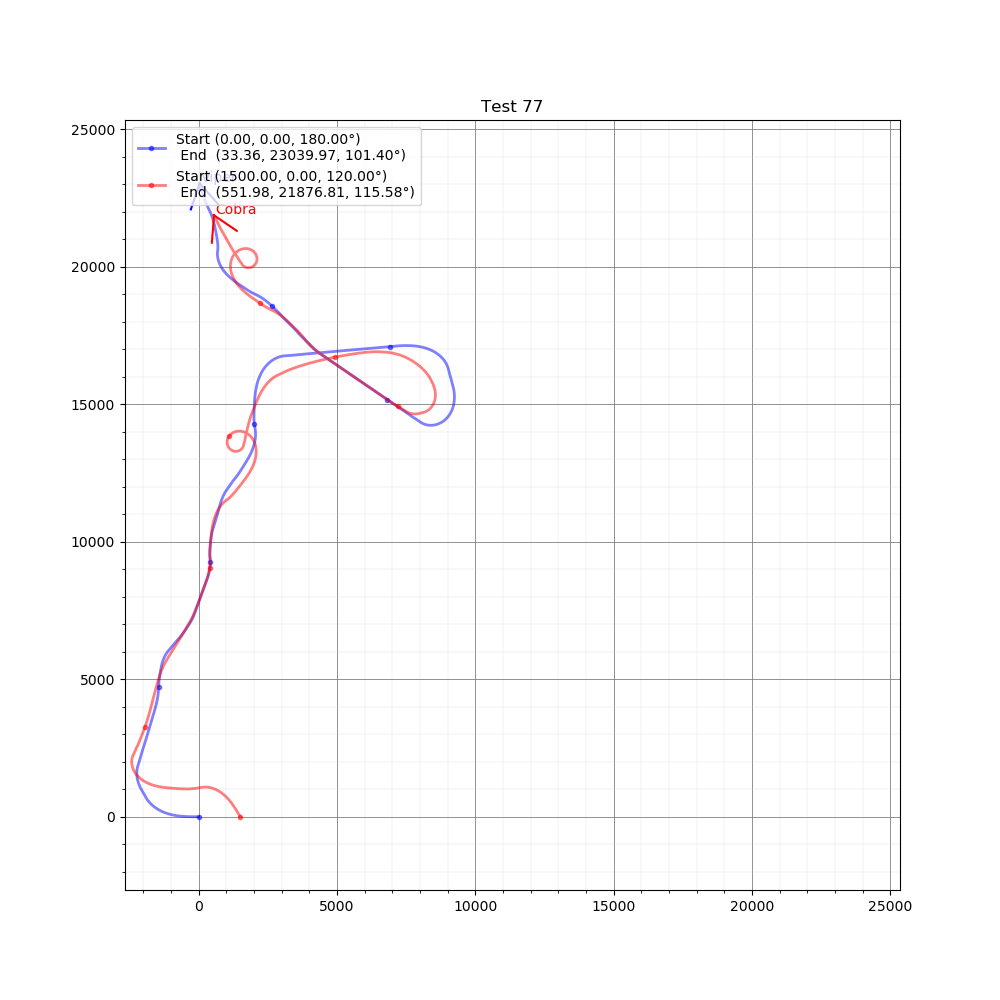 Test 77
25000
20000
15000
10000
5000
0
Start (0.00, 0.00, 180.00°)
End (33.36, 23039.97, 101.40°)
Start (1500.00, 0.00, 120.00°)
End (551.98, 21876.81, 115.58°)
Cobra
0 5000 10000 15000 20000 25000